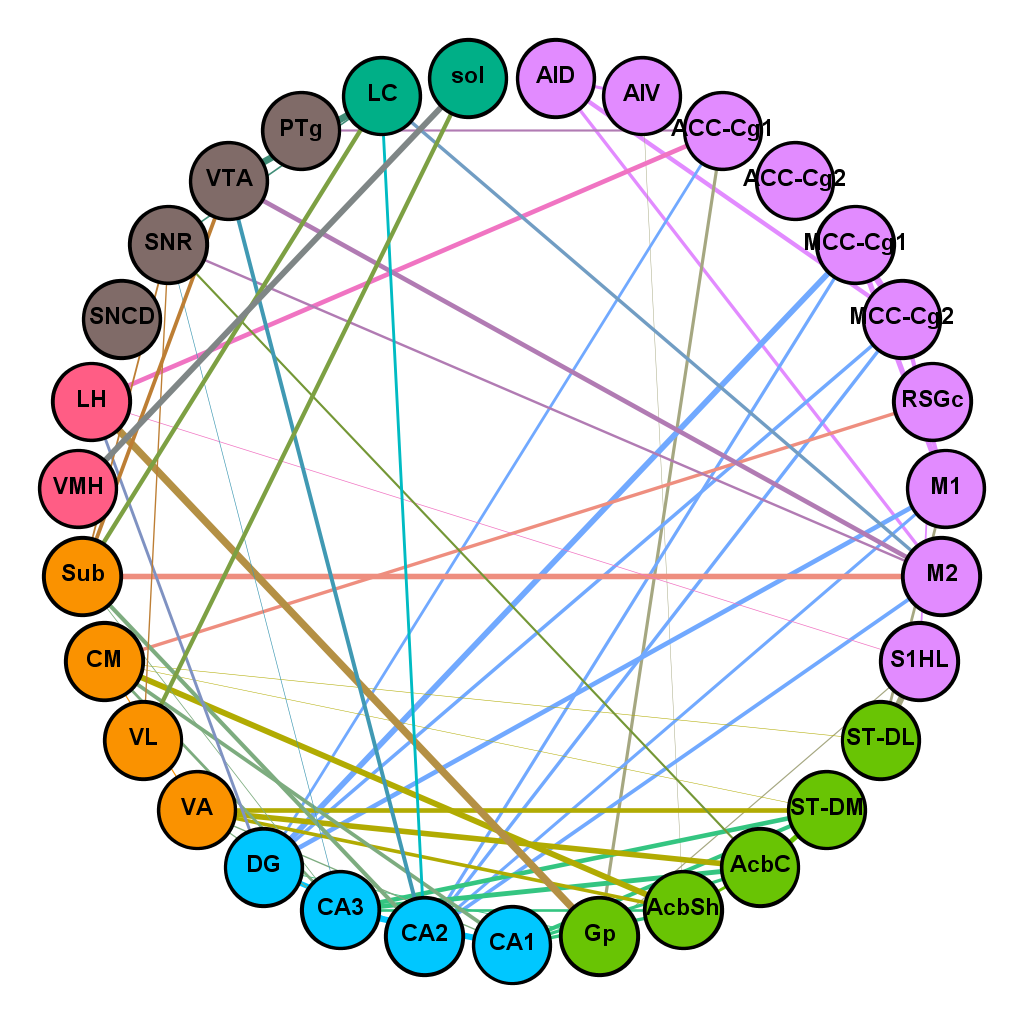 sol
AID
LC
AIV
PTg
ACC-Cg1
VTA
ACC-Cg2
SNR
MCC-Cg1
SNCD
MCC-Cg2
LH
RSGc
VMH
M1
Sub
M2
CM
S1HL
VL
ST-DL
VA
ST-DM
DG
AcbC
CA3
AcbSh
CA2
Gp
CA1